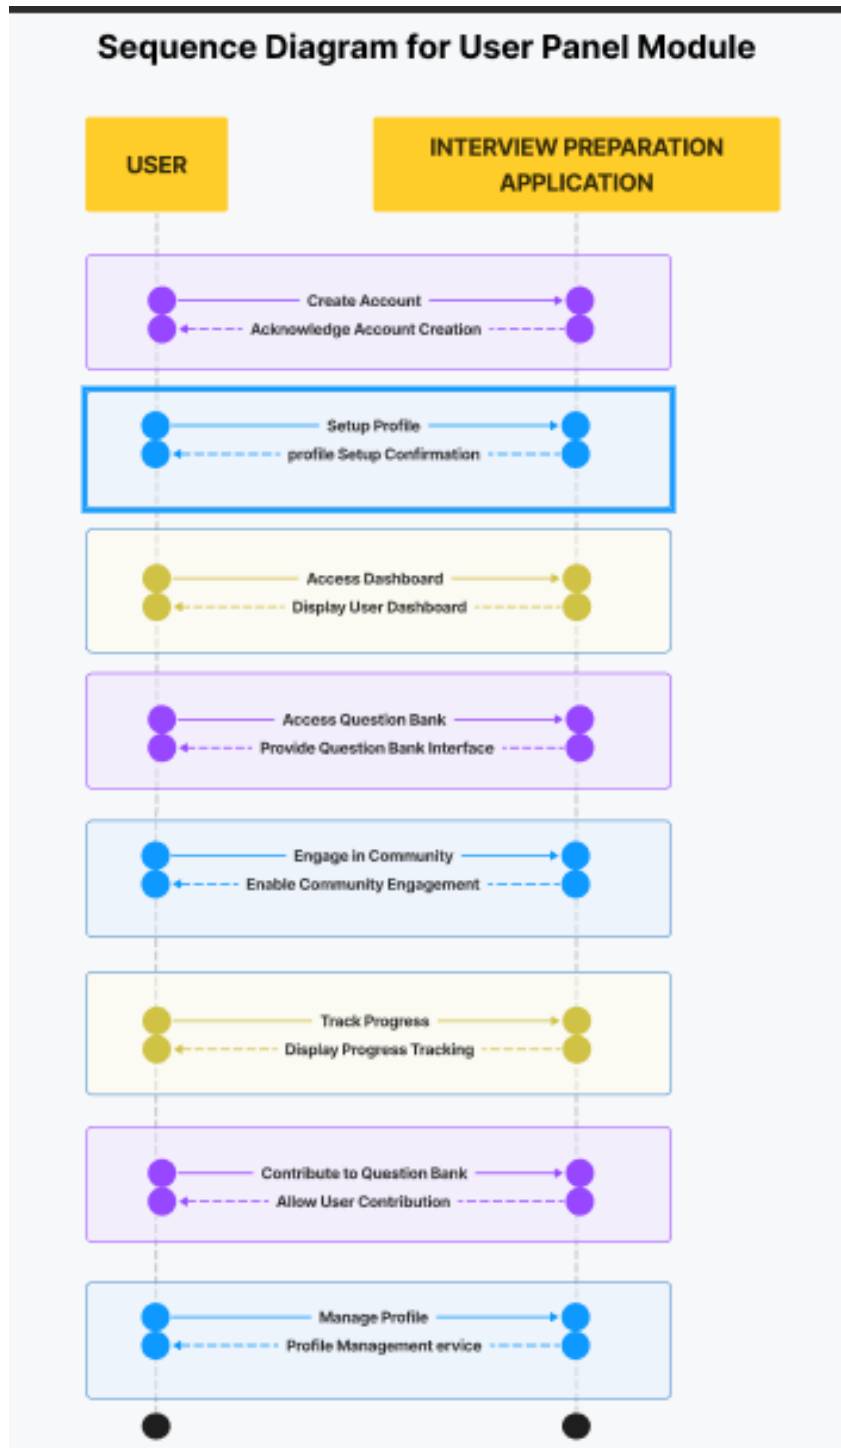 Sequence Diagram for User Panel Module
USER
INTERVIEW PREPARATION
APPLICATION
Create Account
Acknowledge Account Creation
Setup Profile
profile Setup Confirmation
Access Dashboard
Display User Dashboard
Access Question Bank
Provide Question Bank Interface
Engage in Community
Enable Community Engagement
Track Progress
Display Progress Tracking
Contribute to Question Bank
Allow User Contribution
Manage Profile
Profile Management ervice